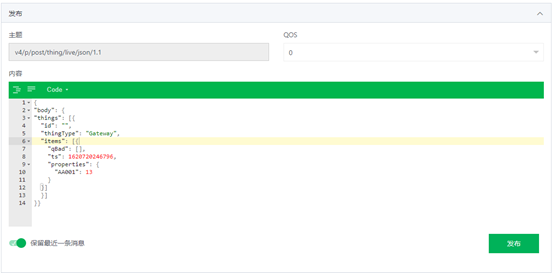 发布
主题
QOS
v4/p/post/thing/live/json/1.1
0
内容
Code
1 {
2 "body": {
3 "things": [{
4 "id": "",
5 "thingType": "Gateway",
6 "items": [{
7 "qBad": [],
8 "ts": 1620720246796,
9 "properties": {
10 "AA001": 13
11 }
12 }]
13 }]
14 }}
保留最近一条消息
发布